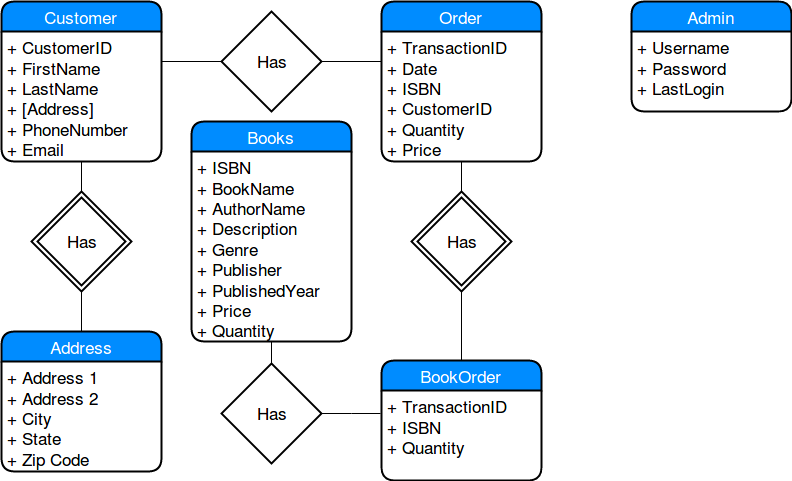 Customer
+ CustomerID
+ FirstName
+ LastName
+ [Address]
+ PhoneNumber
+ Email
Has
Order
+ TransactionID
+ Date
+ ISBN
+ CustomerID
+ Quantity
+ Price
Admin
+ Username
+ Password
+ LastLogin
Books
+ ISBN
+ BookName
+ AuthorName
+ Description
+ Genre
+ Publisher
+ PublishedYear
+ Price
+ Quantity
Has
Has
Address
+ Address 1
+ Address 2
+ City
+ State
+ Zip Code
Has
BookOrder
+ TransactionID
+ ISBN
+ Quantity